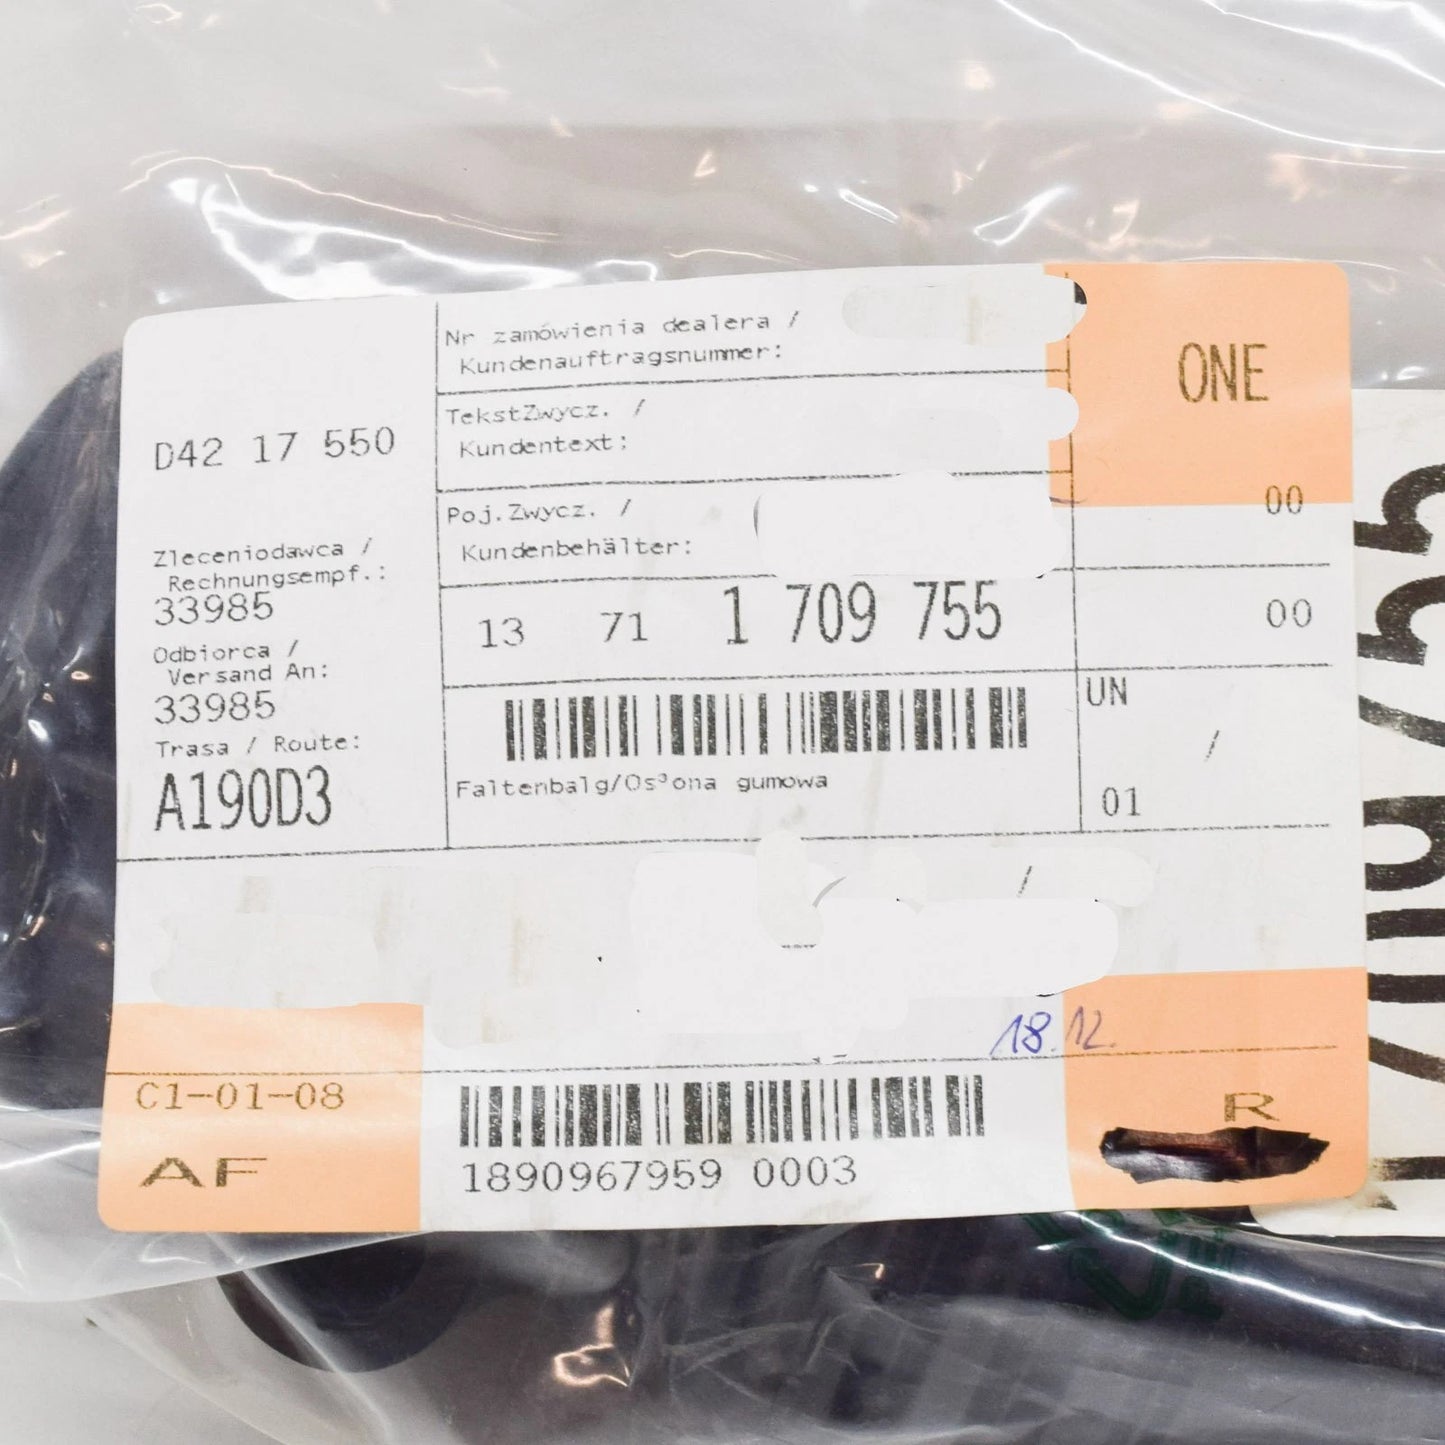 D42 17 550
Zleceniodawca /
Rechnungsempf.:
33985
Odbiorca /
Versand An:
33985
Trasa / Route:
A190D3
Nr zamówienia dealera /
Kundenauftragsnummer:
TekstZwycz. /
Kundentext:
Poj.Zwycz. /
Kundenbehälter:
13 71 1 709 755
Faltenbalg/Os³ona gumowa
ONE
00
00
UN
/
01
/
18.12.
C1-01-08
AF
1890967959 0003
R
1709755